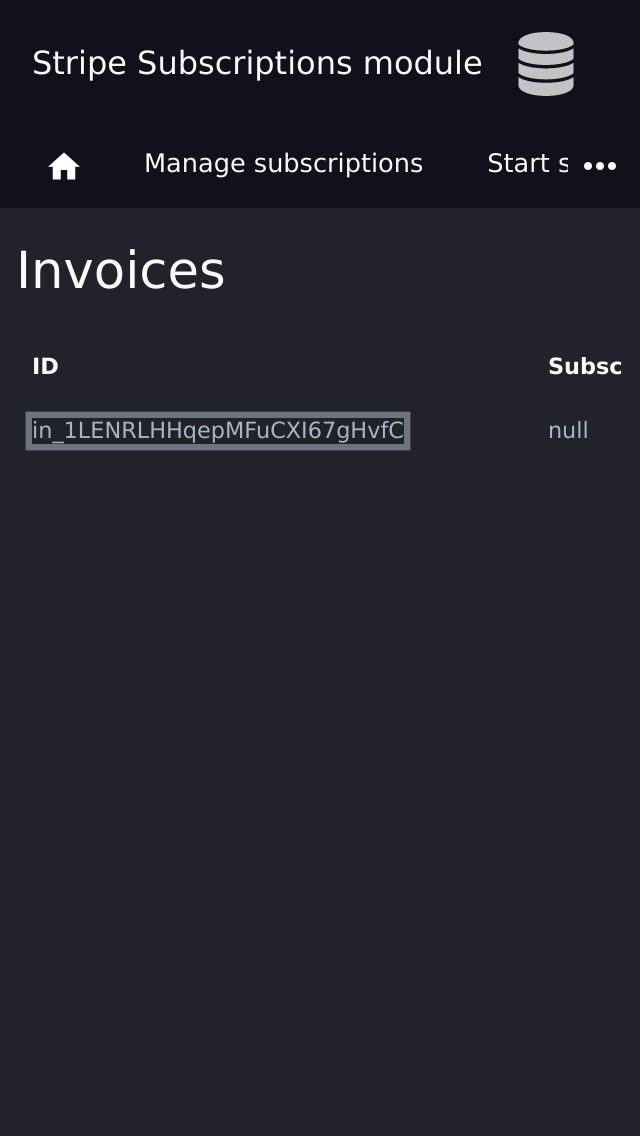 Stripe Subscriptions module
Manage subscriptions Start s
Invoices
ID Subsc
in_1LENRLHHqepMFuCXI67gHvfC null